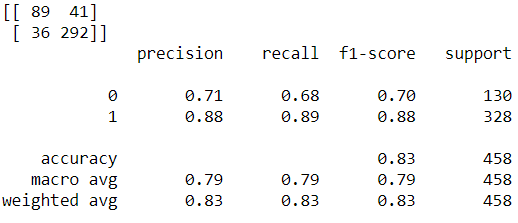 [[ 89  41]
 [ 36 292]]
              precision    recall  f1-score   support

           0       0.71      0.68      0.70       130
           1       0.88      0.89      0.88       328

    accuracy                           0.83       458
   macro avg       0.79      0.79      0.79       458
weighted avg       0.83      0.83      0.83       458